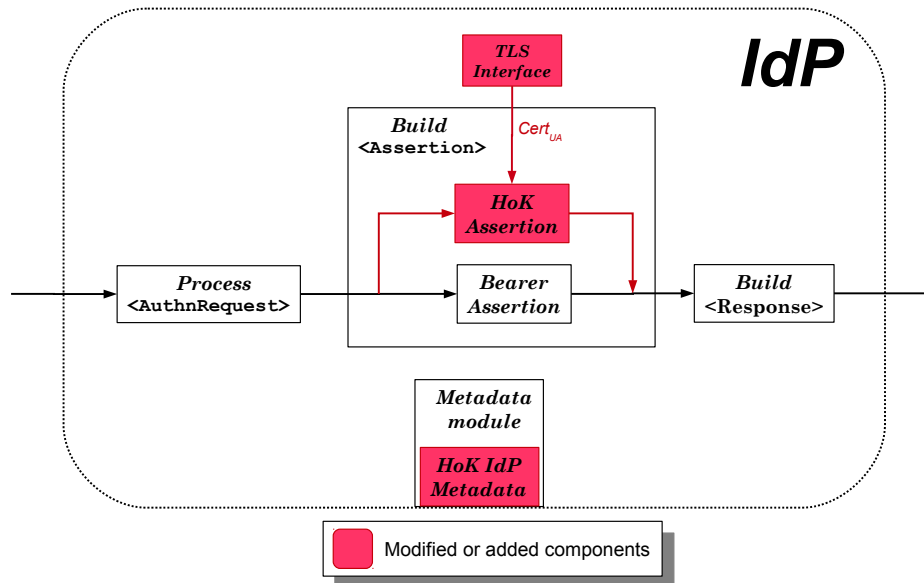 TLS
Interface
IdP
Build
<Assertion>
Cert_UA
HoK
Assertion
Process
<AuthnRequest>
Bearer
Assertion
Build
<Response>
Metadata
module
HoK IdP
Metadata
Modified or added components